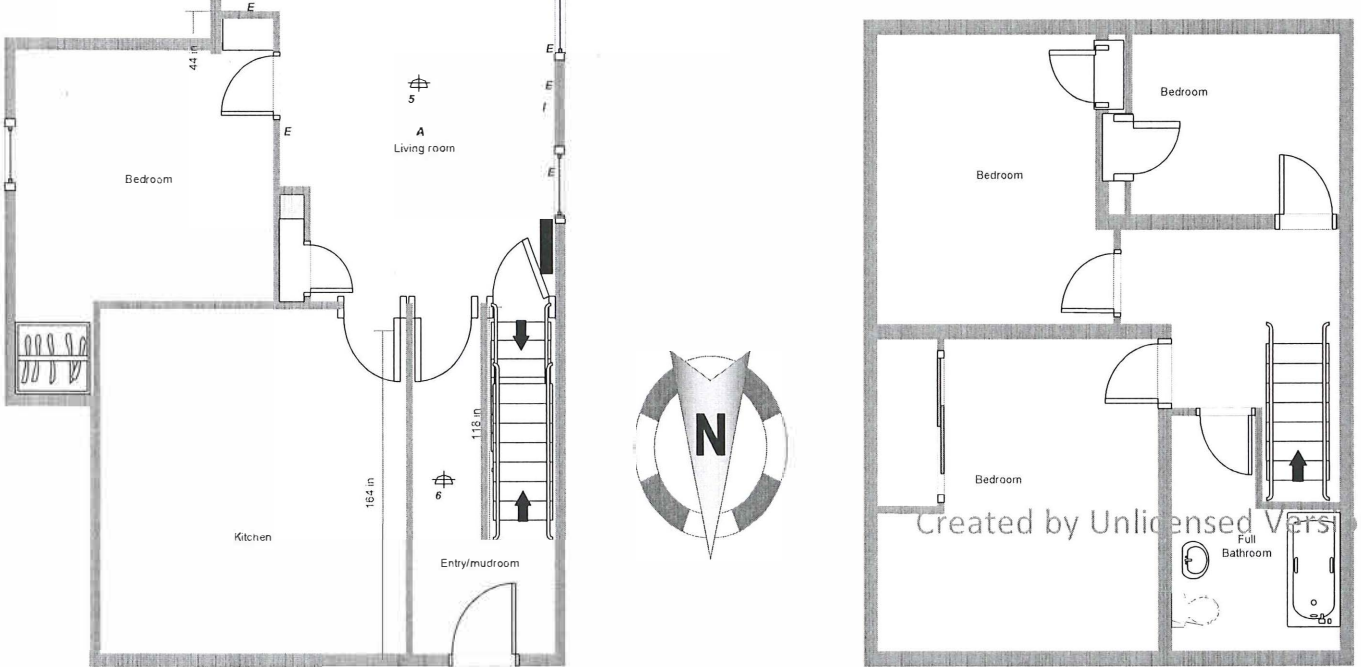 E
44 in
E
5
E
E
A
Living room
I
E
Bedroom
118 in
164 in
6
Kitchen
Entry/mudroom
N
Bedroom
Bedroom
Bedroom
Created by Unlicensed Versio
Full
Bathroom